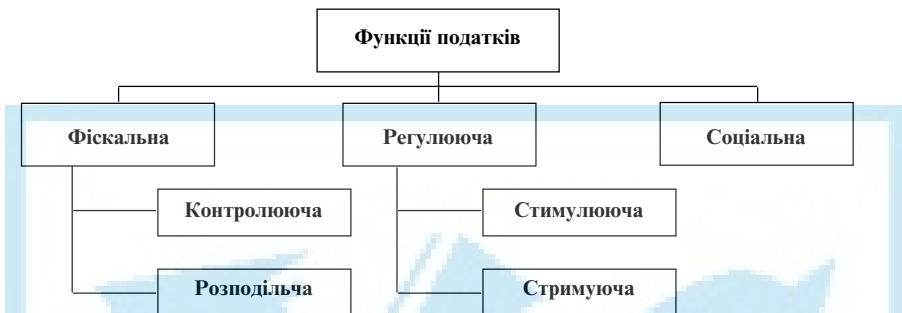 Функції податків
Фіскальна
Регулююча
Соціальна
Контролююча
Стимулююча
Розподільча
Стримуюча